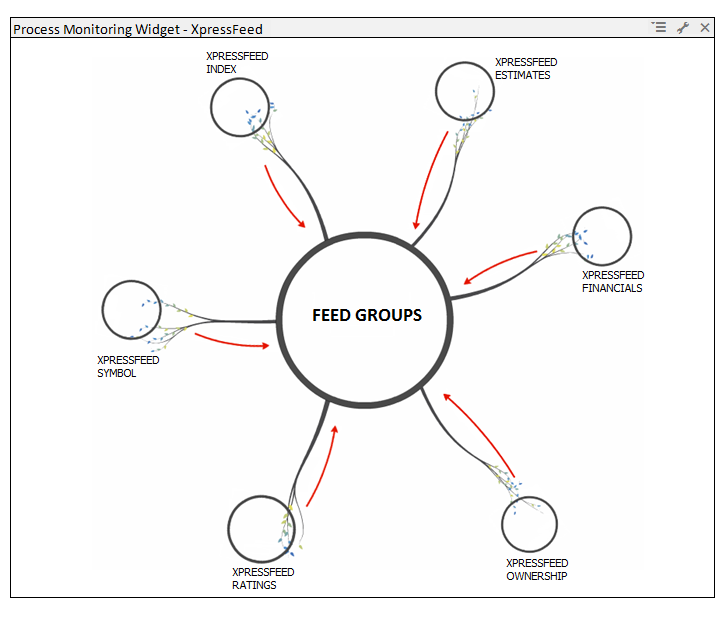 Process Monitoring Widget - XpressFeed
XPRESSFEED
INDEX
XPRESSFEED
ESTIMATES
XPRESSFEED
FINANCIALS
FEED GROUPS
XPRESSFEED
SYMBOL
XPRESSFEED
OWNERSHIP
XPRESSFEED
RATINGS